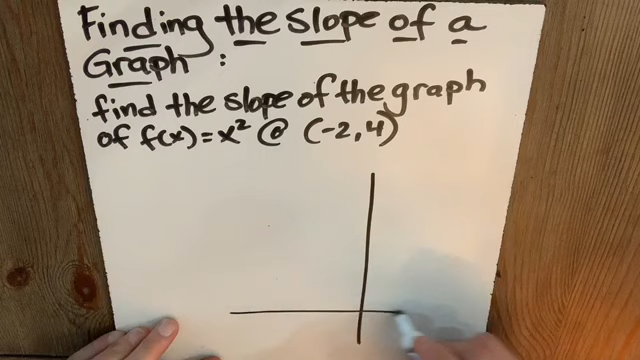 Finding the slope of a
Graph :
find the slope of the graph
of f(x) = x² @ (-2,4)